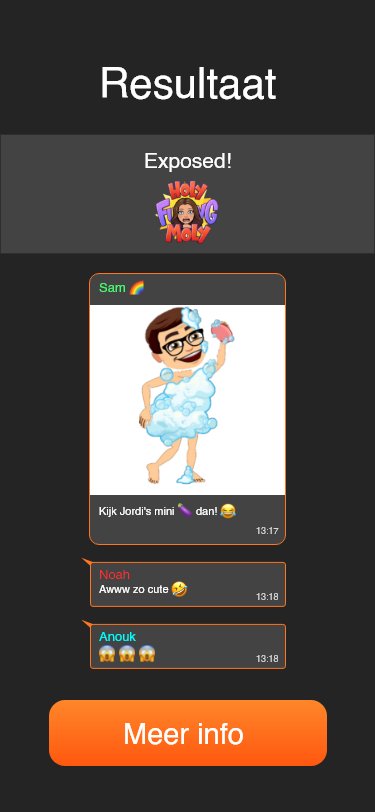 Resultaat
Exposed!
HOLY
F G
MOLY
Sam 🌈
Kijk Jordi's mini 🍆 dan! 😂
13:17
Noah
Awww zo cute 🤣
13:18
Anouk
😱 😱 😱
13:18
Meer info